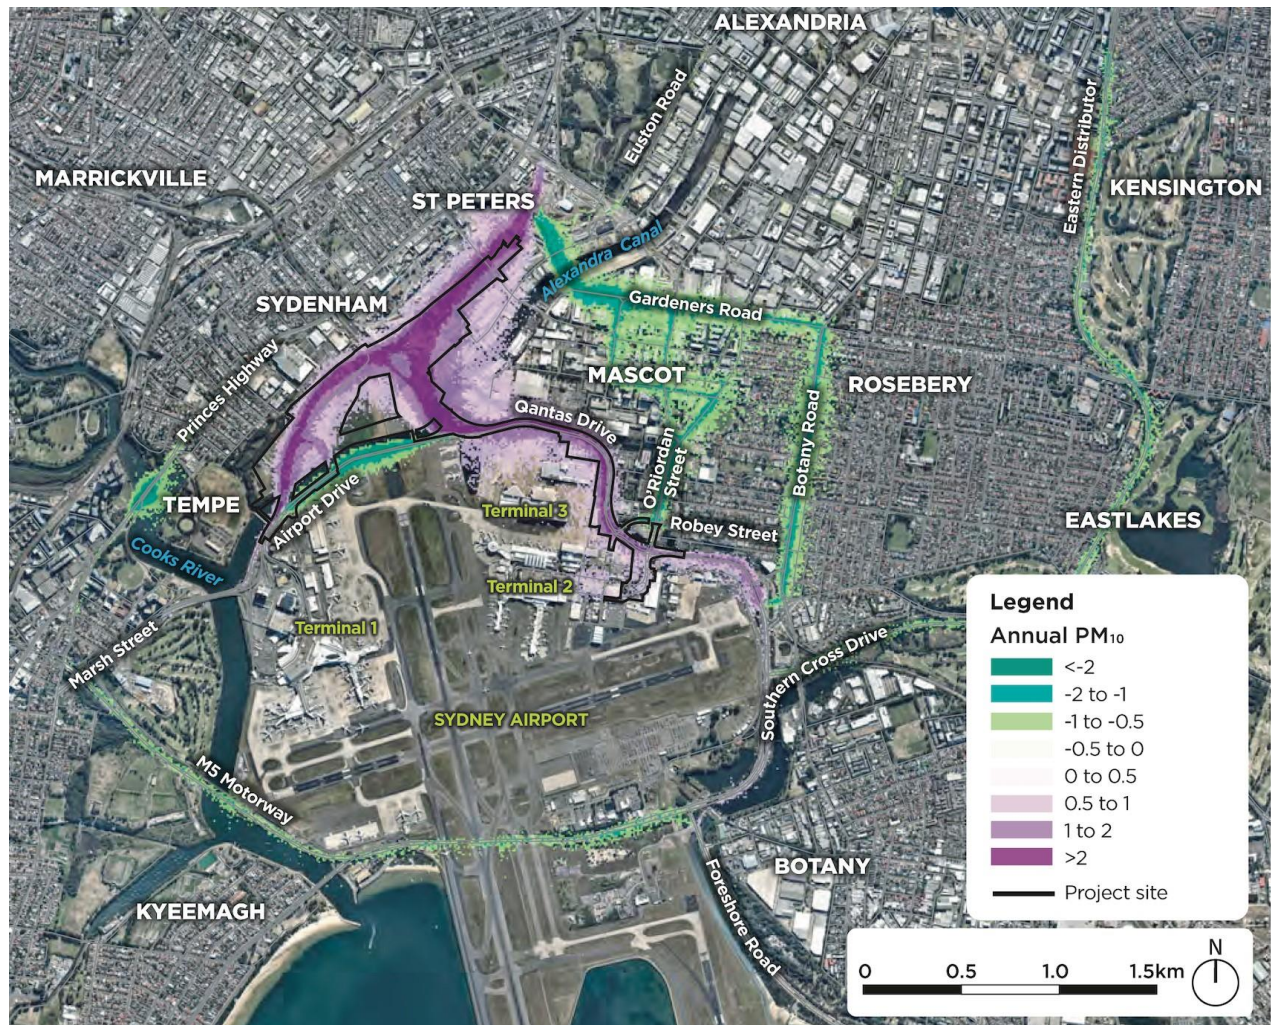 ALEXANDRIA
Euston Road
Eastern Distributor
MARRICKVILLE
KENSINGTON
ST PETERS
Alexandra Canal
SYDENHAM
Gardeners Road
Princes Highway
MASCOT
ROSEBERY
Qantas Drive
Botany Road
O'Riordan
Street
TEMPE
Airport Drive
Terminal 3
Robey Street
EASTLAKES
Cooks River
Terminal 2
Terminal 1
Marsh Street
Southern Cross Drive
SYDNEY AIRPORT
M5 Motorway
BOTANY
Foreshore Road
KYEEMAGH
Legend
Annual PM₁₀
<-2
-2 to -1
-1 to -0.5
-0.5 to 0
0 to 0.5
0.5 to 1
1 to 2
>2
Project site
0 0.5 1.0 1.5km
N